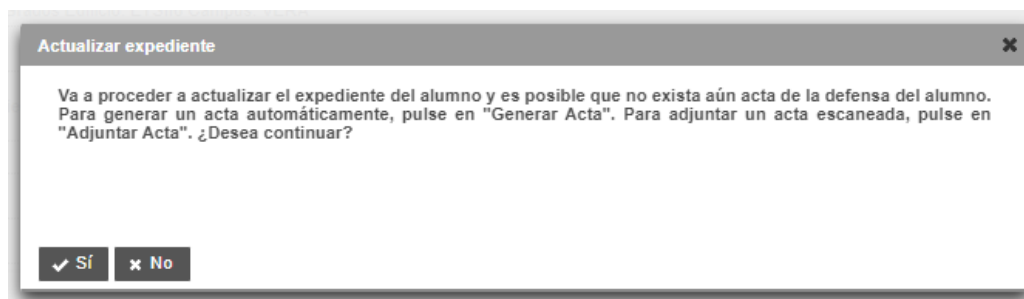 Actualizar expediente
Va a proceder a actualizar el expediente del alumno y es posible que no exista aún acta de la defensa del alumno.
Para generar un acta automáticamente, pulse en "Generar Acta". Para adjuntar un acta escaneada, pulse en
"Adjuntar Acta". ¿Desea continuar?
Sí No